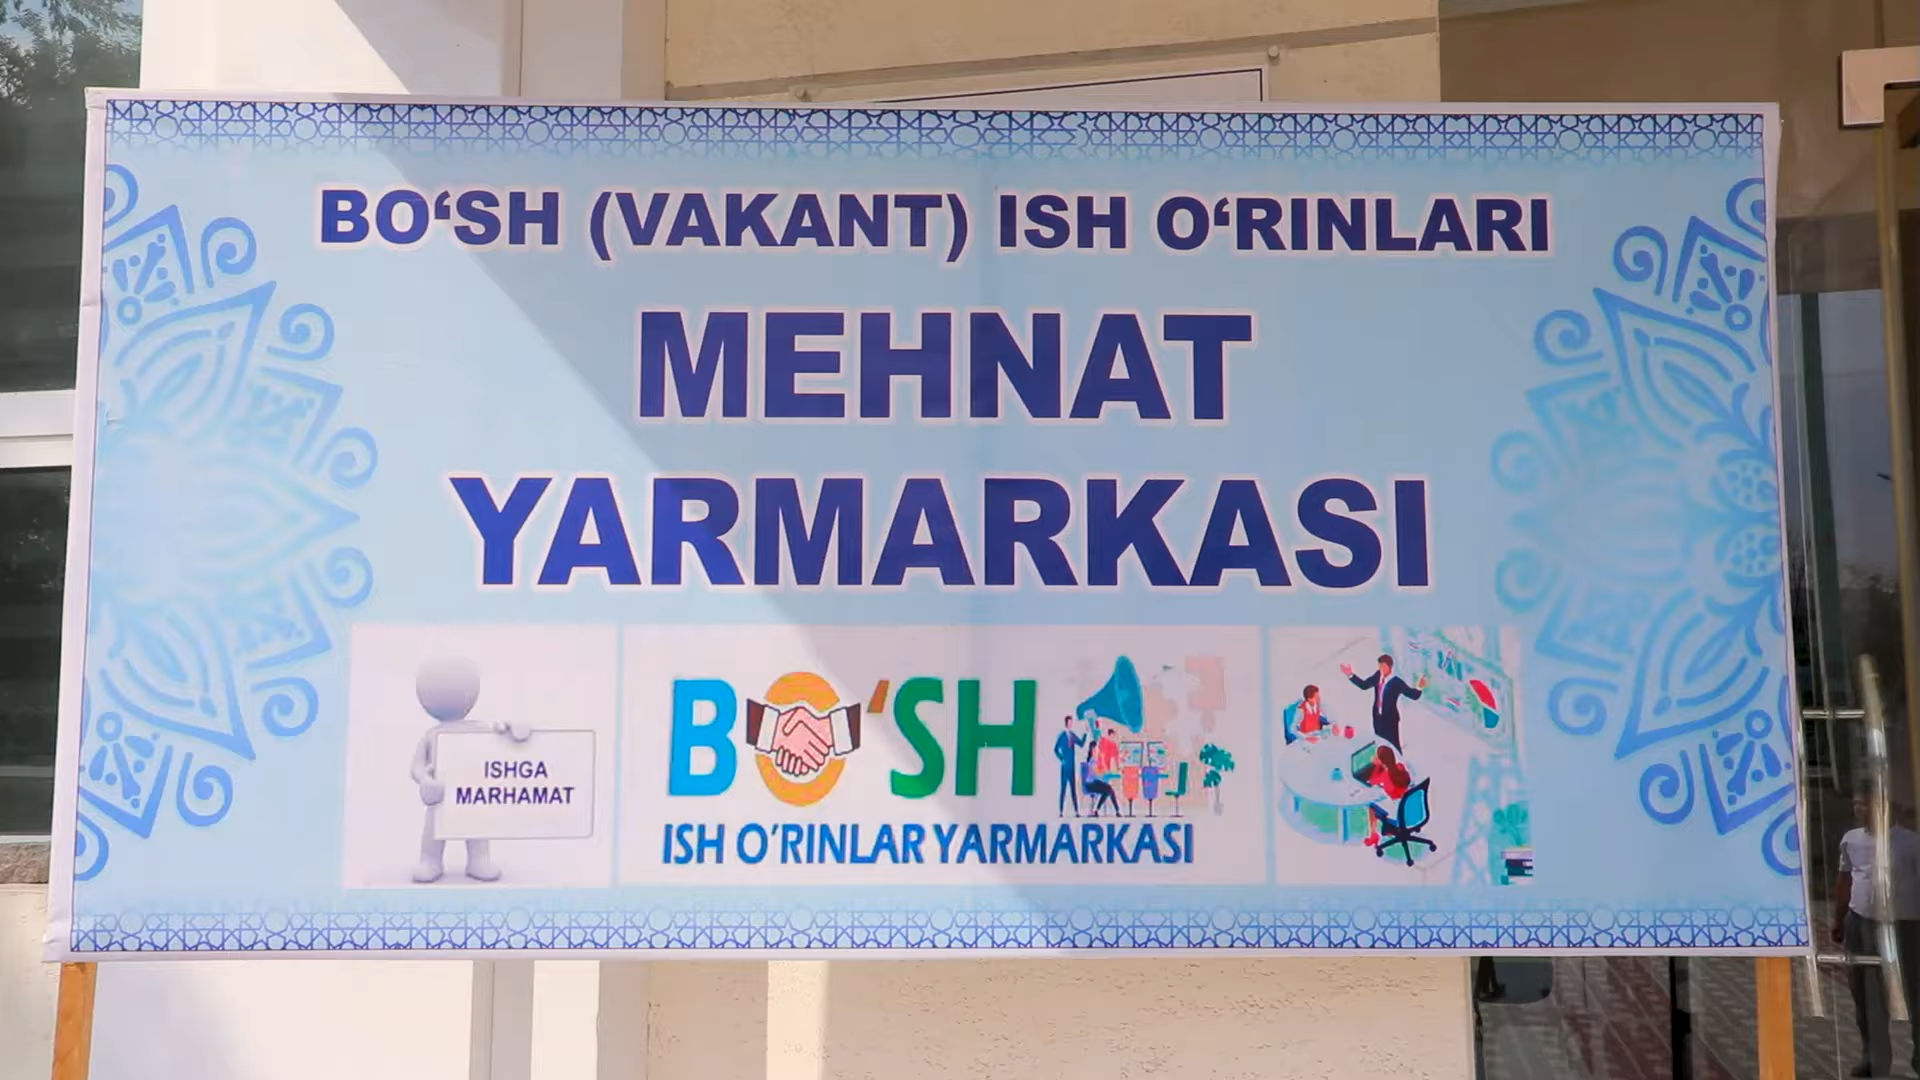 BO‘SH (VAKANT) ISH O‘RINLARI
MEHNAT
YARMARKASI
ISHGA
MARHAMAT
BO‘SH
ISH O’RINLAR YARMARKASI